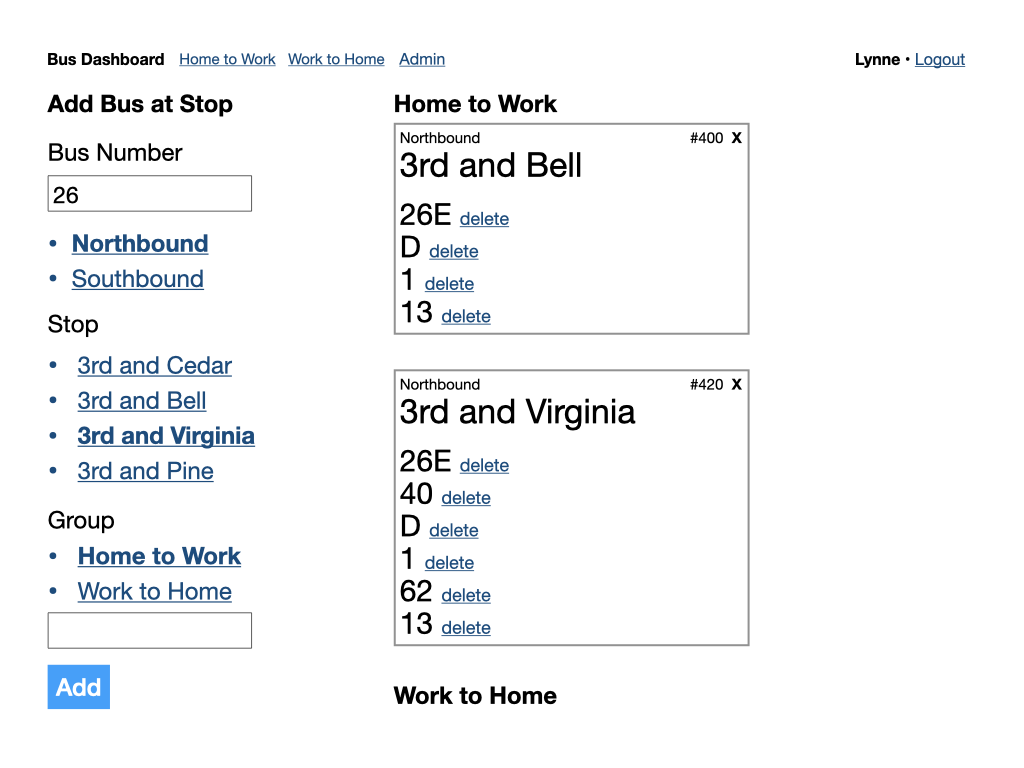 Bus Dashboard Home to Work Work to Home Admin Lynne • Logout
Add Bus at Stop
Bus Number
26
• Northbound
• Southbound
Stop
• 3rd and Cedar
• 3rd and Bell
• 3rd and Virginia
• 3rd and Pine
Group
• Home to Work
• Work to Home
Add
Home to Work
Northbound #400 X
3rd and Bell
26E delete
D delete
1 delete
13 delete
Northbound #420 X
3rd and Virginia
26E delete
40 delete
D delete
1 delete
62 delete
13 delete
Work to Home